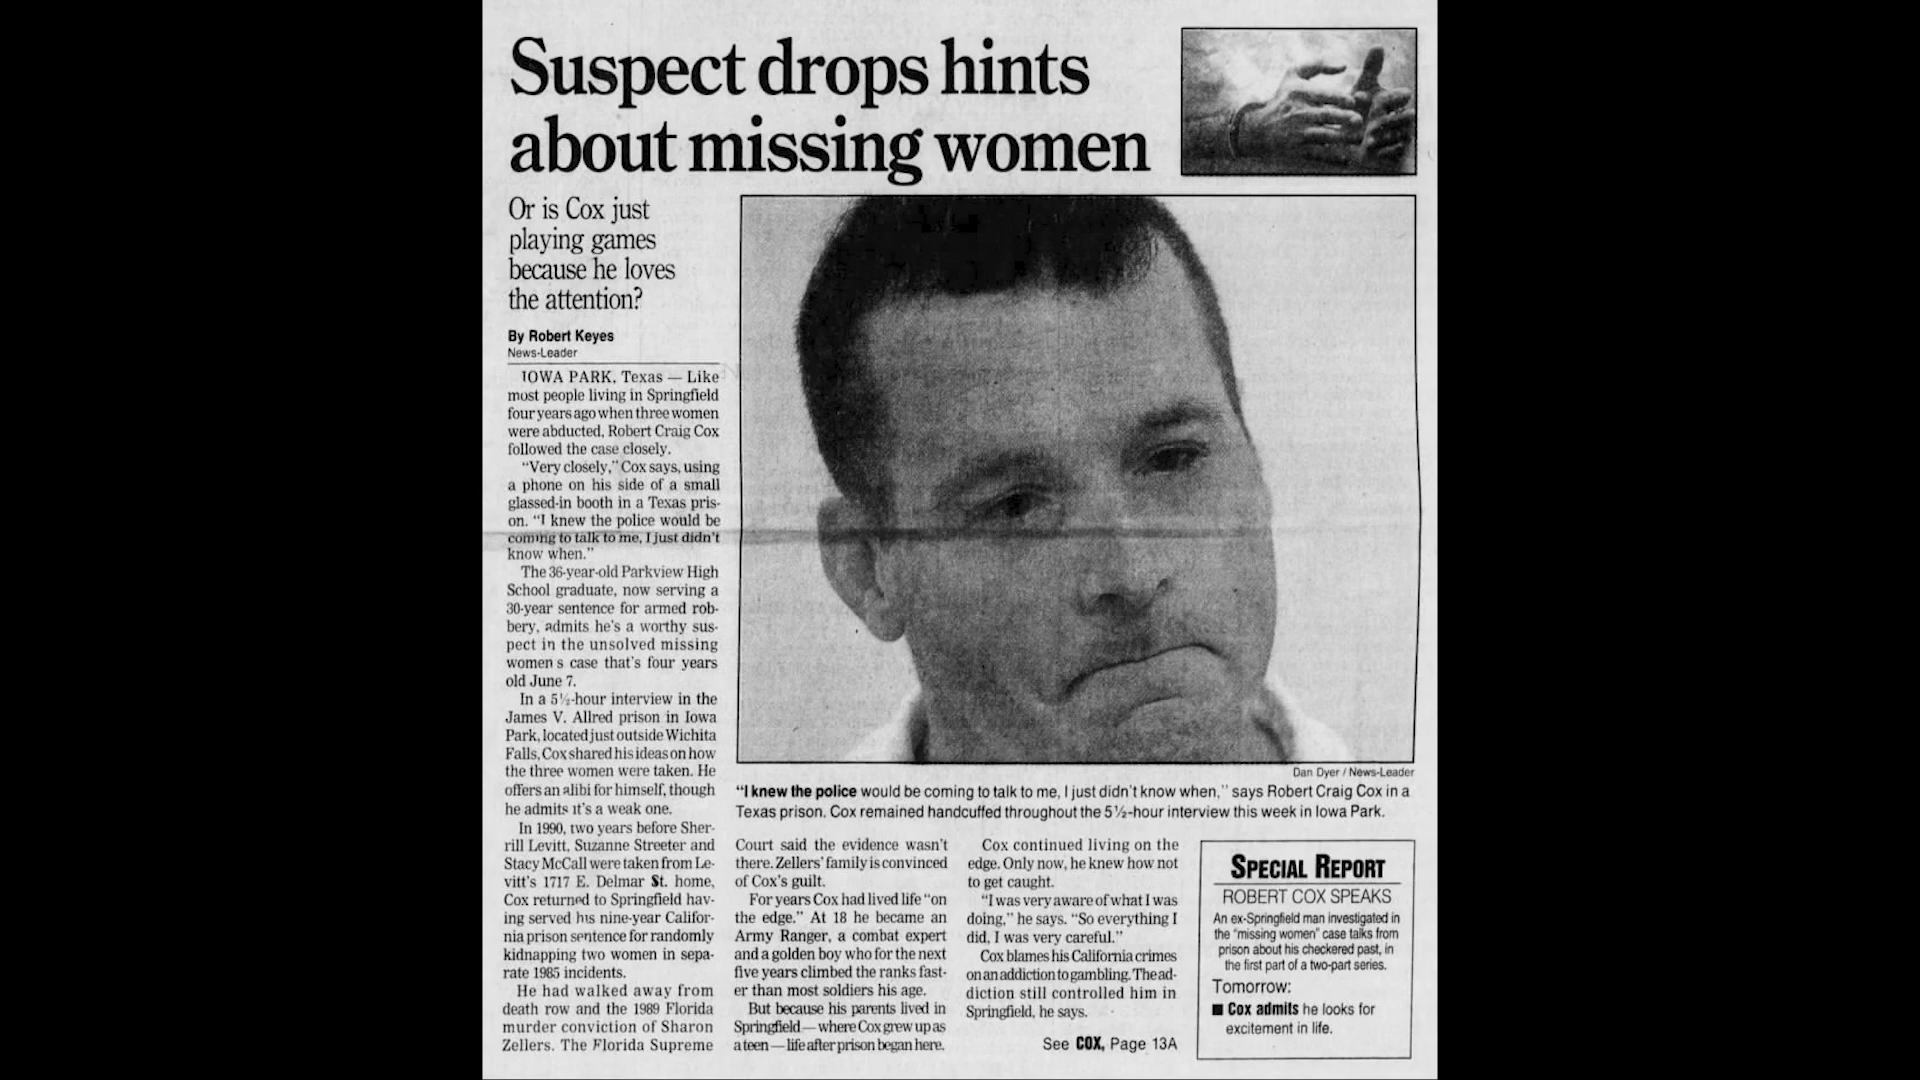 Suspect drops hints
about missing women
Or is Cox just
playing games
because he loves
the attention?
By Robert Keyes
News-Leader
IOWA PARK, Texas — Like
most people living in Springfield
four years ago when three women
were abducted, Robert Craig Cox
followed the case closely.
"Very closely," Cox says, using
a phone on his side of a small
glassed-in booth in a Texas pris-
on. "I knew the police would be
coming to talk to me, I just didn't
know when."
The 36-year-old Parkview High
School graduate, now serving a
30-year sentence for armed rob-
bery, admits he's a worthy sus-
pect in the unsolved missing
women s case that's four years
old June 7.
In a 5½-hour interview in the
James V. Allred prison in Iowa
Park, located just outside Wichita
Falls, Cox shared his ideas on how
the three women were taken. He
offers an alibi for himself, though
he admits it's a weak one.
In 1990, two years before Sher-
rill Levitt, Suzanne Streeter and
Stacy McCall were taken from Le-
vitt's 1717 E. Delmar St. home,
Cox returned to Springfield hav-
ing served his nine-year Califor-
nia prison sentence for randomly
kidnapping two women in sepa-
rate 1985 incidents.
He had walked away from
death row and the 1989 Florida
murder conviction of Sharon
Zellers. The Florida Supreme
Dan Dyer / News-Leader
"I knew the police would be coming to talk to me, I just didn't know when," says Robert Craig Cox in a
Texas prison. Cox remained handcuffed throughout the 5½-hour interview this week in Iowa Park.
Court said the evidence wasn't
there. Zellers' family is convinced
of Cox's guilt.
For years Cox had lived life "on
the edge." At 18 he became an
Army Ranger, a combat expert
and a golden boy who for the next
five years climbed the ranks fast-
er than most soldiers his age.
But because his parents lived in
Springfield — where Cox grew up as
a teen — life after prison began here.
Cox continued living on the
edge. Only now, he knew how not
to get caught.
"I was very aware of what I was
doing," he says. "So everything I
did, I was very careful."
Cox blames his California crimes
on an addiction to gambling. The ad-
diction still controlled him in
Springfield, he says.
See COX, Page 13A
SPECIAL REPORT
ROBERT COX SPEAKS
An ex-Springfield man investigated in
the "missing women" case talks from
prison about his checkered past, in
the first part of a two-part series.
Tomorrow:
■ Cox admits he looks for
excitement in life.